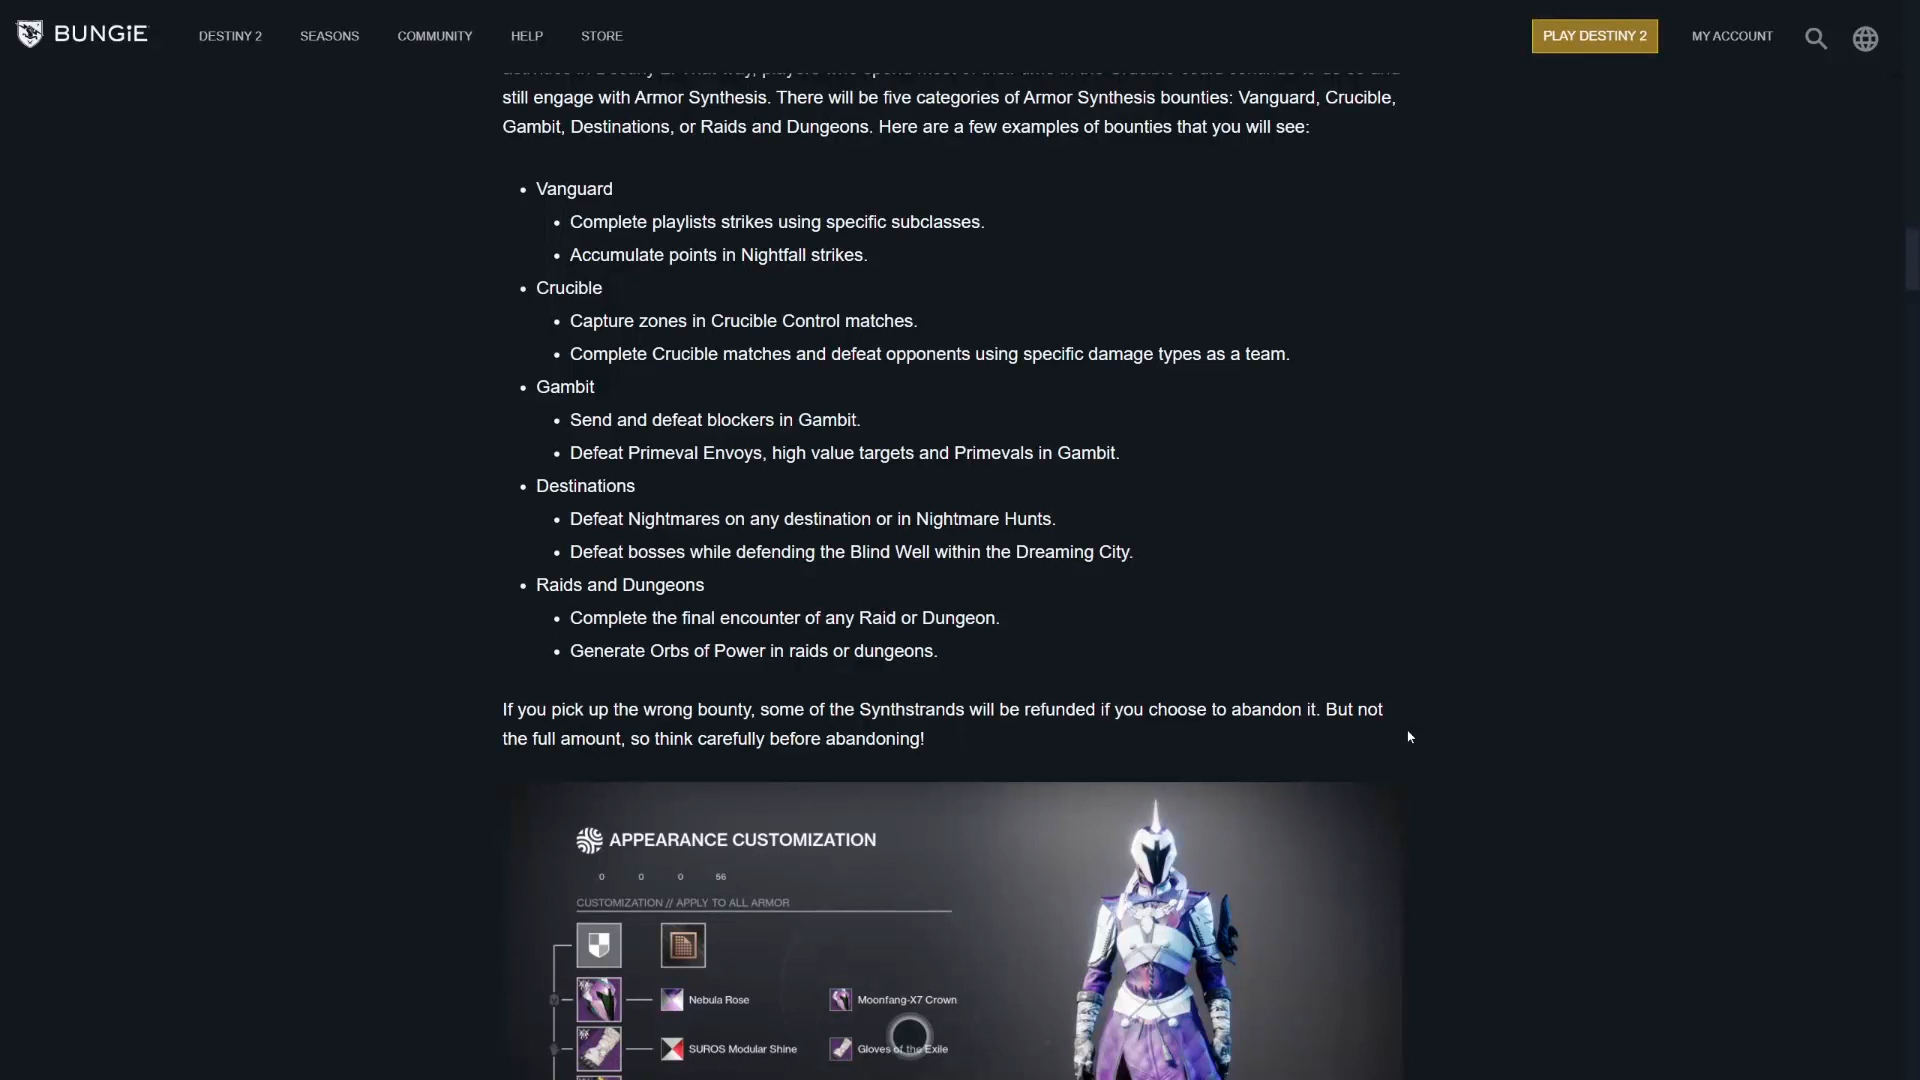 BUNGiE
DESTINY 2
SEASONS
COMMUNITY
HELP
STORE
PLAY DESTINY 2
MY ACCOUNT
still engage with Armor Synthesis. There will be five categories of Armor Synthesis bounties: Vanguard, Crucible,
Gambit, Destinations, or Raids and Dungeons. Here are a few examples of bounties that you will see:
Vanguard
Complete playlists strikes using specific subclasses.
Accumulate points in Nightfall strikes.
Crucible
Capture zones in Crucible Control matches.
Complete Crucible matches and defeat opponents using specific damage types as a team.
Gambit
Send and defeat blockers in Gambit.
Defeat Primeval Envoys, high value targets and Primevals in Gambit.
Destinations
Defeat Nightmares on any destination or in Nightmare Hunts.
Defeat bosses while defending the Blind Well within the Dreaming City.
Raids and Dungeons
Complete the final encounter of any Raid or Dungeon.
Generate Orbs of Power in raids or dungeons.
If you pick up the wrong bounty, some of the Synthstrands will be refunded if you choose to abandon it. But not
the full amount, so think carefully before abandoning!
APPEARANCE CUSTOMIZATION
0 0 0 56
CUSTOMIZATION // APPLY TO ALL ARMOR
Nebula Rose
Moonfang-X7 Crown
SUROS Modular Shine
Gloves of the Exile